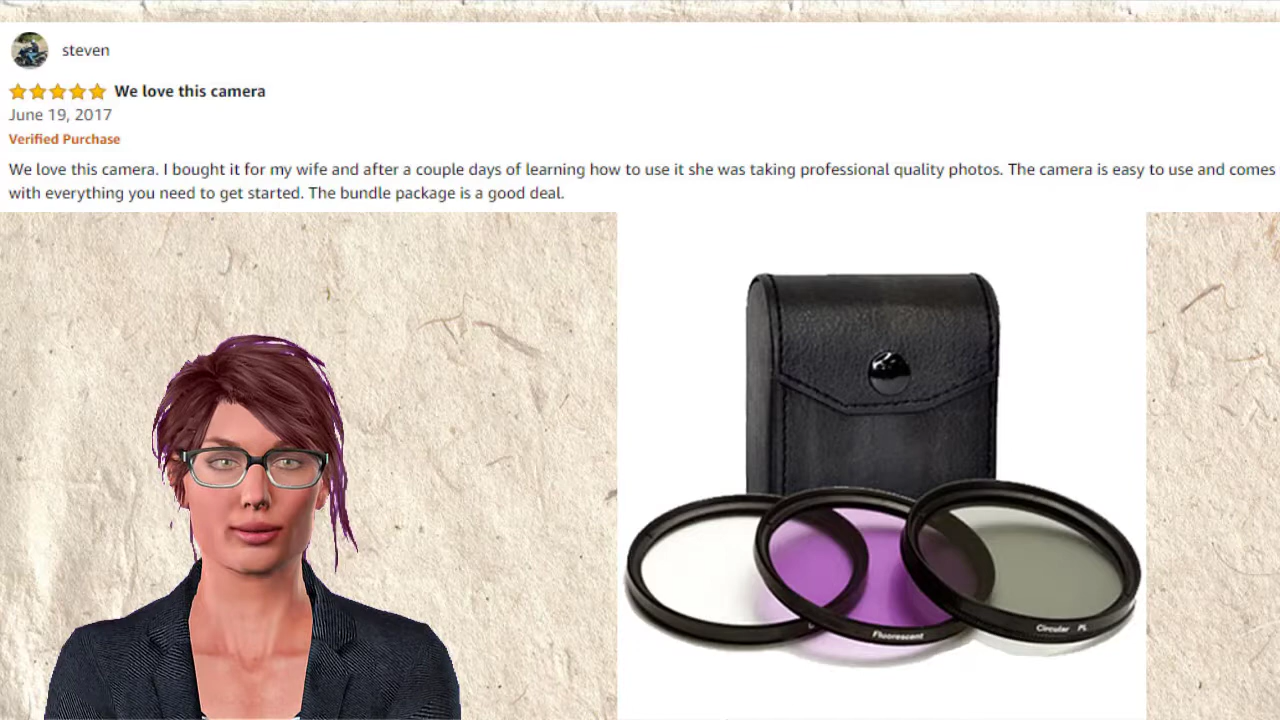 steven
We love this camera
June 19, 2017
Verified Purchase
We love this camera. I bought it for my wife and after a couple days of learning how to use it she was taking professional quality photos. The camera is easy to use and comes
with everything you need to get started. The bundle package is a good deal.
Fluorescent
Circular PL